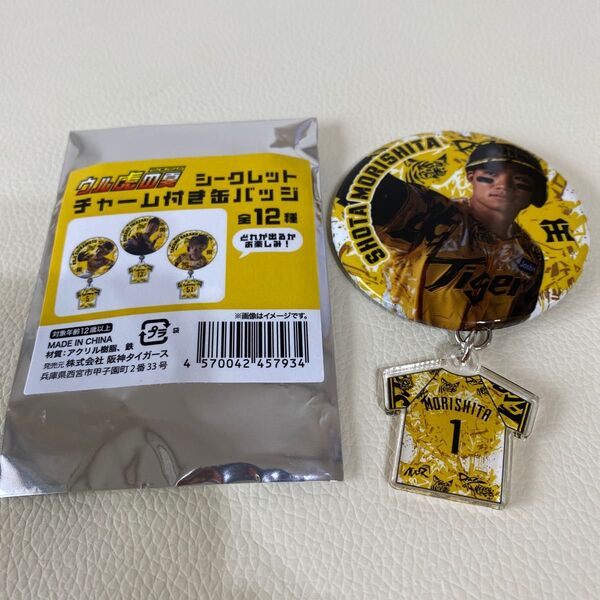 ウル虎の夏 シークレット
チャーム付き缶バッジ
全12種
どれが出るか
お楽しみ!
※画像はイメージです。
対象年齢12歳以上
MADE IN CHINA
材質:アクリル樹脂、鉄
発売元 株式会社 阪神タイガース
兵庫県西宮市甲子園町2番33号
プラ 袋
4 570042 457934
SHOTA MORISHITA
Tigers
MORISHITA
1